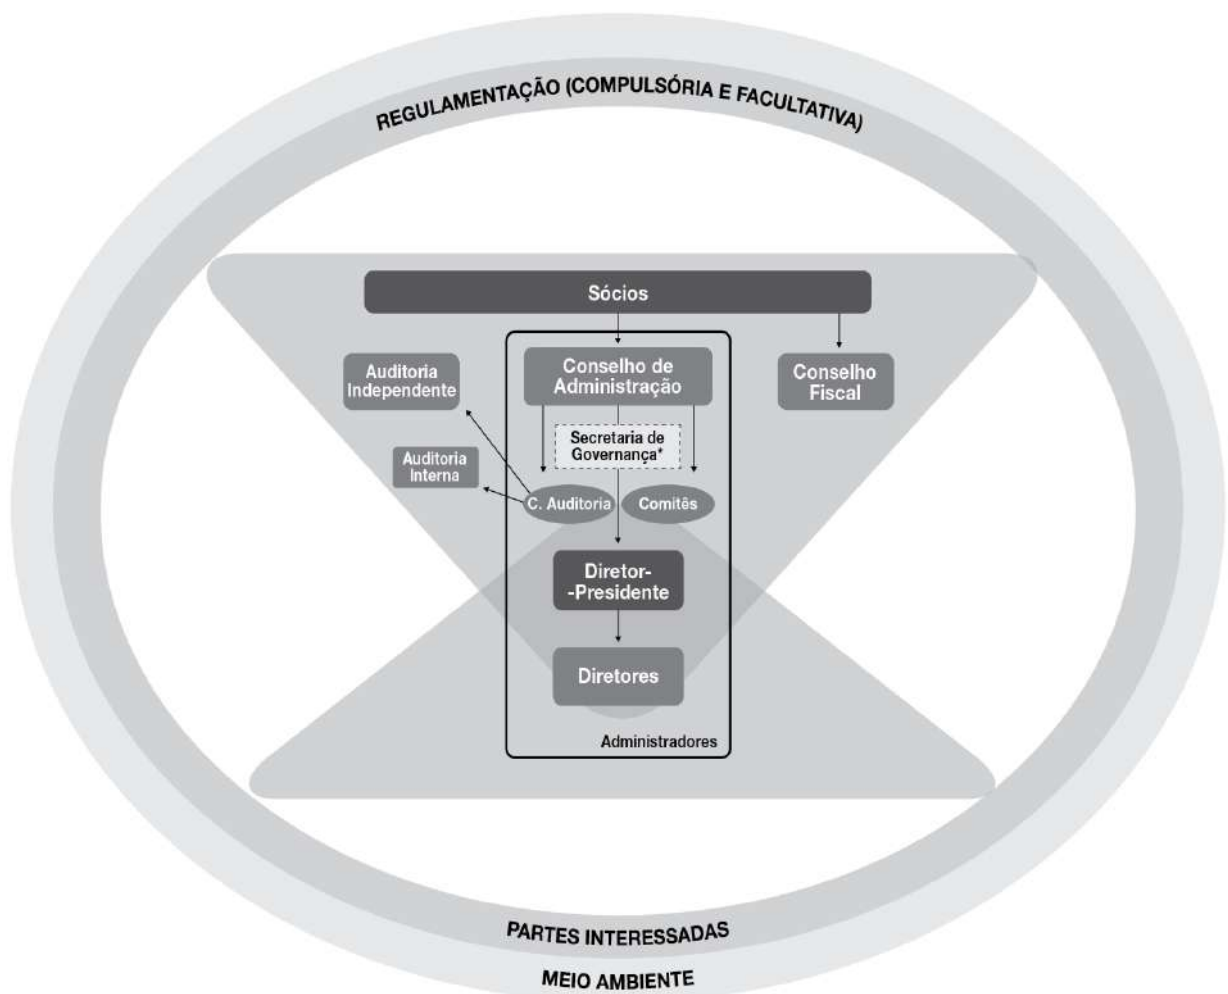 REGULAMENTAÇÃO (COMPULSÓRIA E FACULTATIVA)
Sócios
Auditoria
Independente
Conselho de
Administração
Conselho
Fiscal
Secretaria de
Governança*
Auditoria
Interna
C. Auditoria
Comitês
Diretor-
-Presidente
Diretores
Administradores
PARTES INTERESSADAS
MEIO AMBIENTE